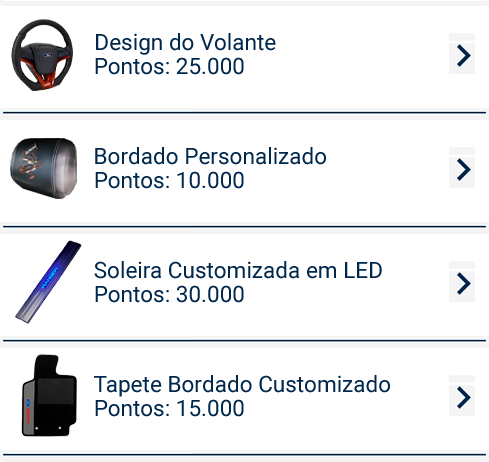 Design do Volante
Pontos: 25.000
Bordado Personalizado
Pontos: 10.000
Soleira Customizada em LED
Pontos: 30.000
Tapete Bordado Customizado
Pontos: 15.000